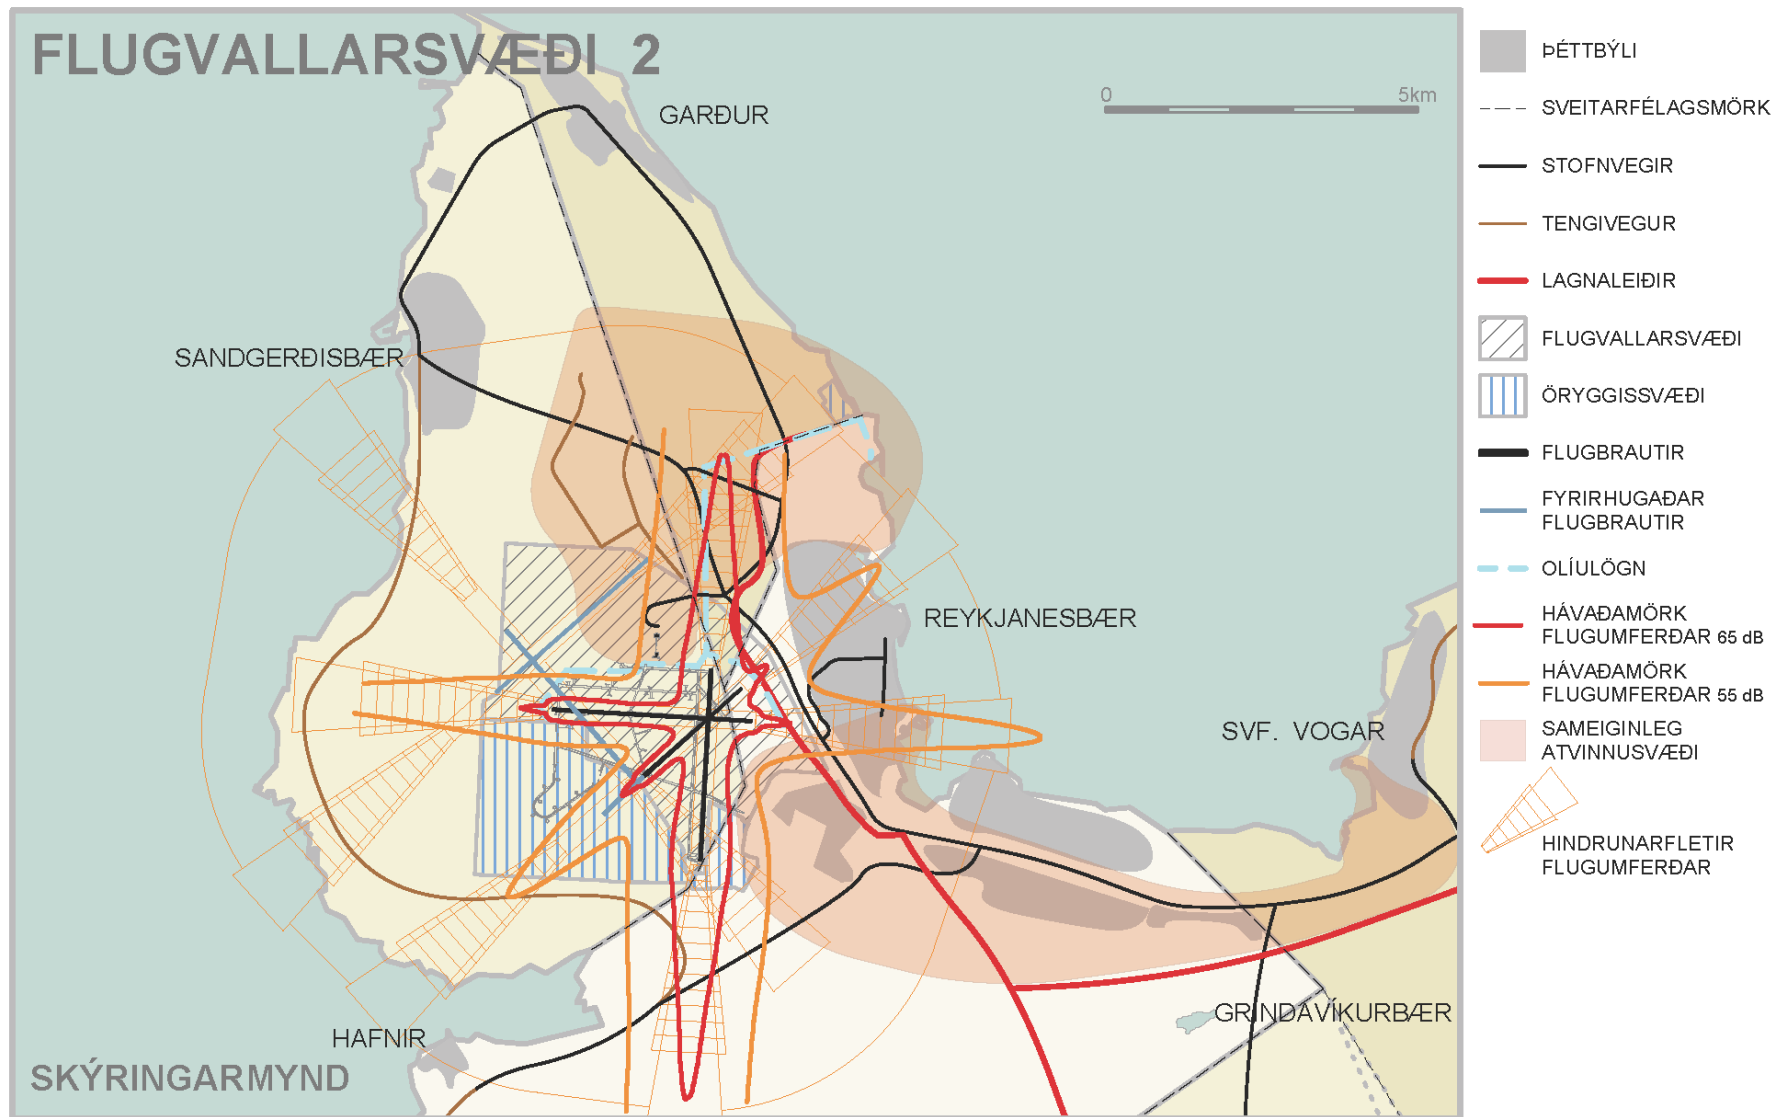 FLUGVALLARSVÆÐI 2
GARÐUR
0 5km
SANDGERÐISBÆR
REYKJANESBÆR
SVF. VOGAR
GRINDAVÍKURBÆR
HAFNIR
SKÝRINGARMYND
ÞÉTTBÝLI
SVEITARFÉLAGSMÖRK
STOFNVEGIR
TENGIVEGUR
LAGNALEIÐIR
FLUGVALLARSVÆÐI
ÖRYGGISSVÆÐI
FLUGBRAUTIR
FYRIRHUGAÐAR
FLUGBRAUTIR
OLÍULÖGN
HÁVAÐAMÖRK
FLUGUMFERÐAR 65 dB
HÁVAÐAMÖRK
FLUGUMFERÐAR 55 dB
SAMEIGINLEG
ATVINNUSVÆÐI
HINDRUNARFLETIR
FLUGUMFERÐAR